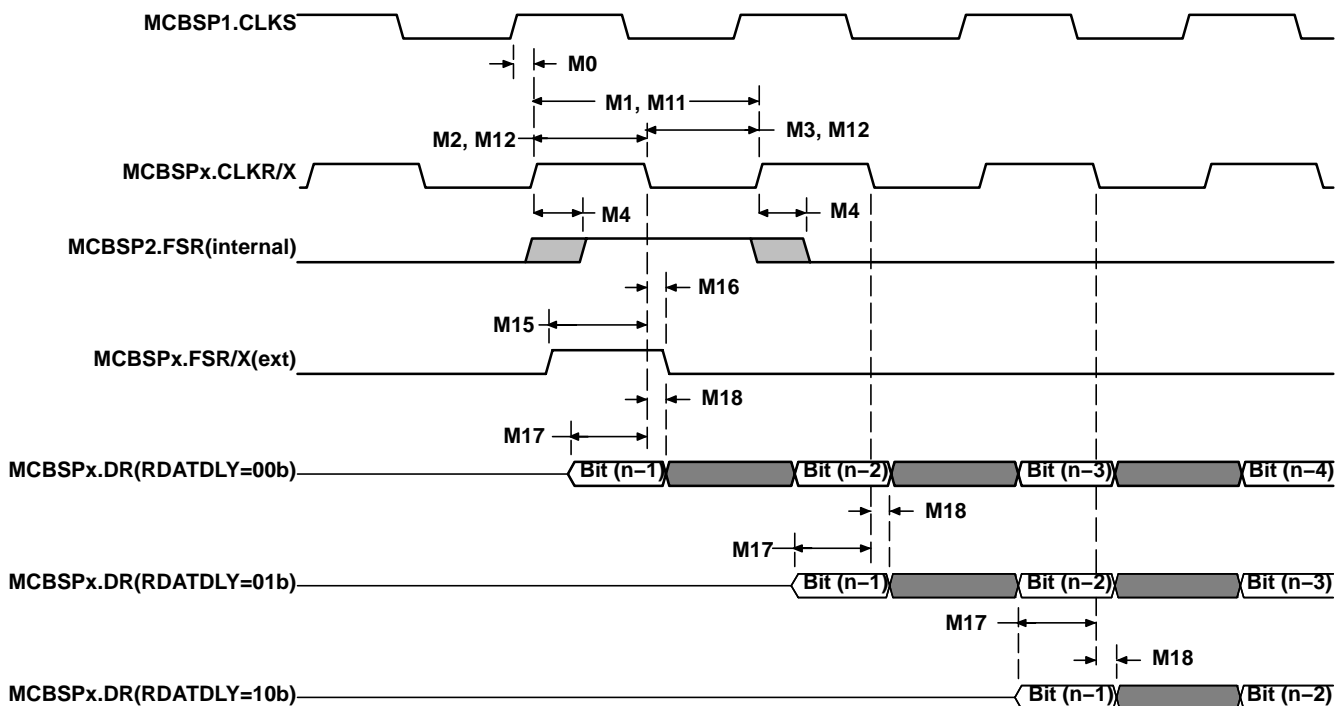 MCBSP1.CLKS
M0
M1, M11
M2, M12
M3, M12
MCBSPx.CLKR/X
M4
M4
MCBSP2.FSR(internal)
M16
M15
MCBSPx.FSR/X(ext)
M18
M17
MCBSPx.DR(RDATDLY=00b) Bit (n−1) Bit (n−2) Bit (n−3) Bit (n−4)
M18
M17
MCBSPx.DR(RDATDLY=01b) Bit (n−1) Bit (n−2) Bit (n−3)
M17
M18
MCBSPx.DR(RDATDLY=10b) Bit (n−1) Bit (n−2)